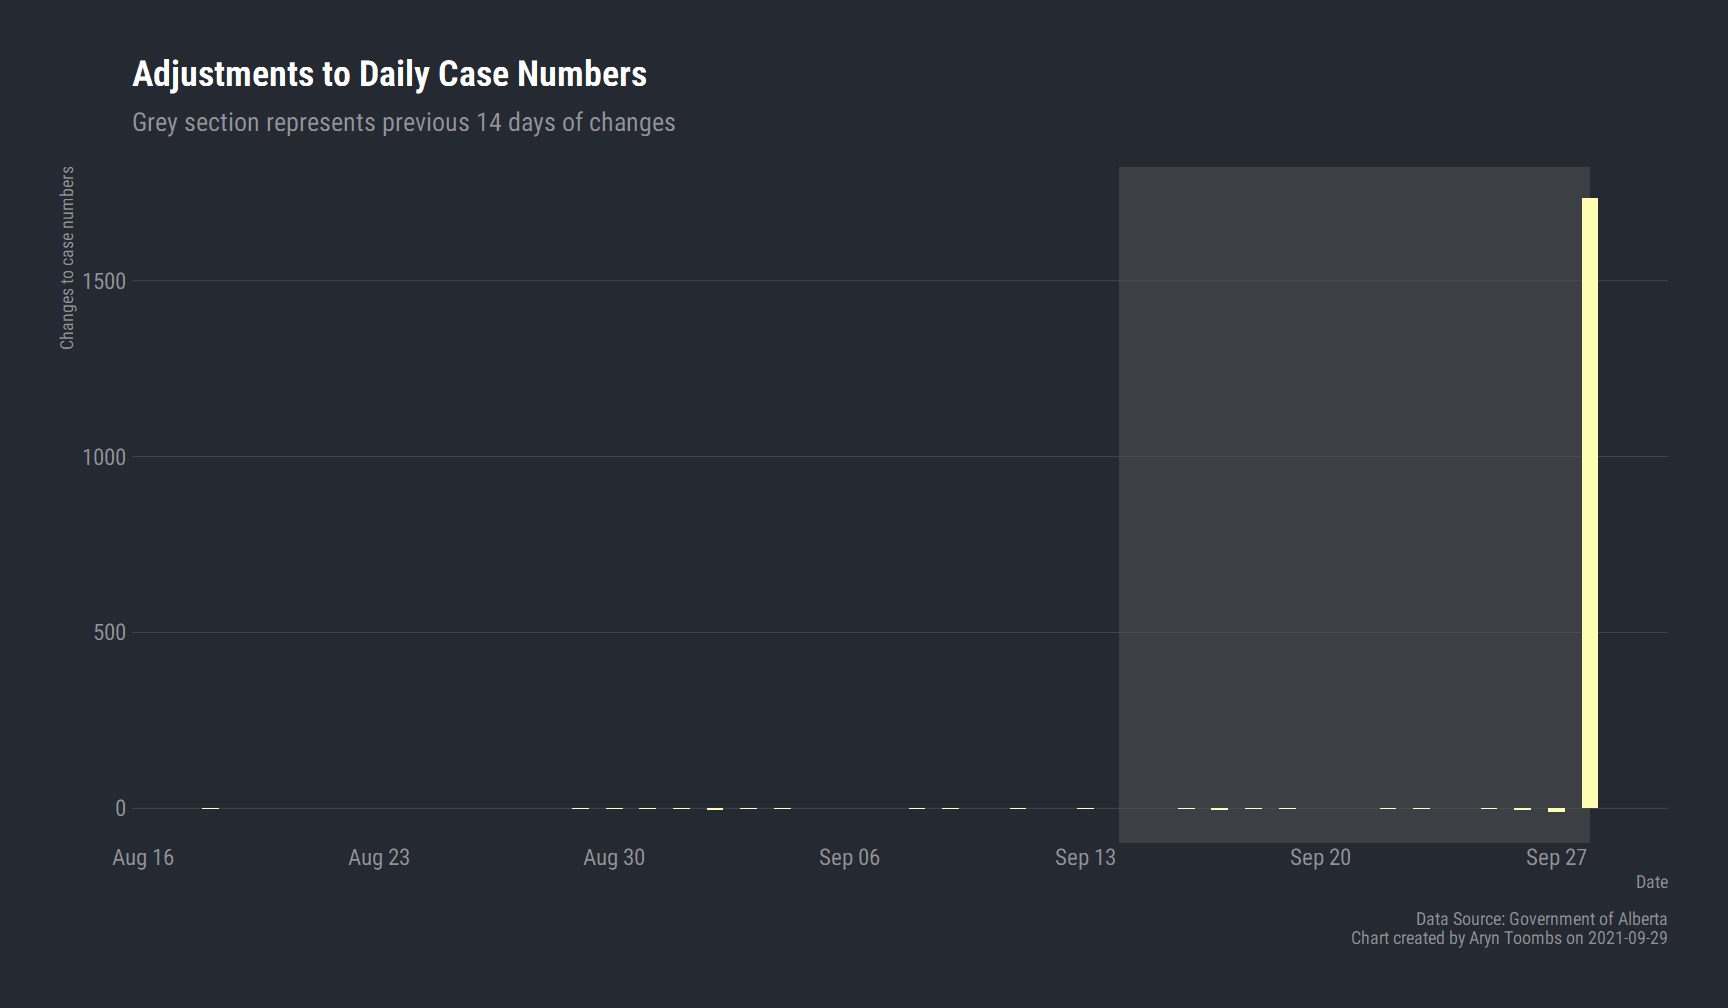 Adjustments to Daily Case Numbers
Grey section represents previous 14 days of changes
Changes to case numbers
1500
1000
500
0
Aug 16
Aug 23
Aug 30
Sep 06
Sep 13
Sep 20
Sep 27
Date
Data Source: Government of Alberta
Chart created by Aryn Toombs on 2021-09-29